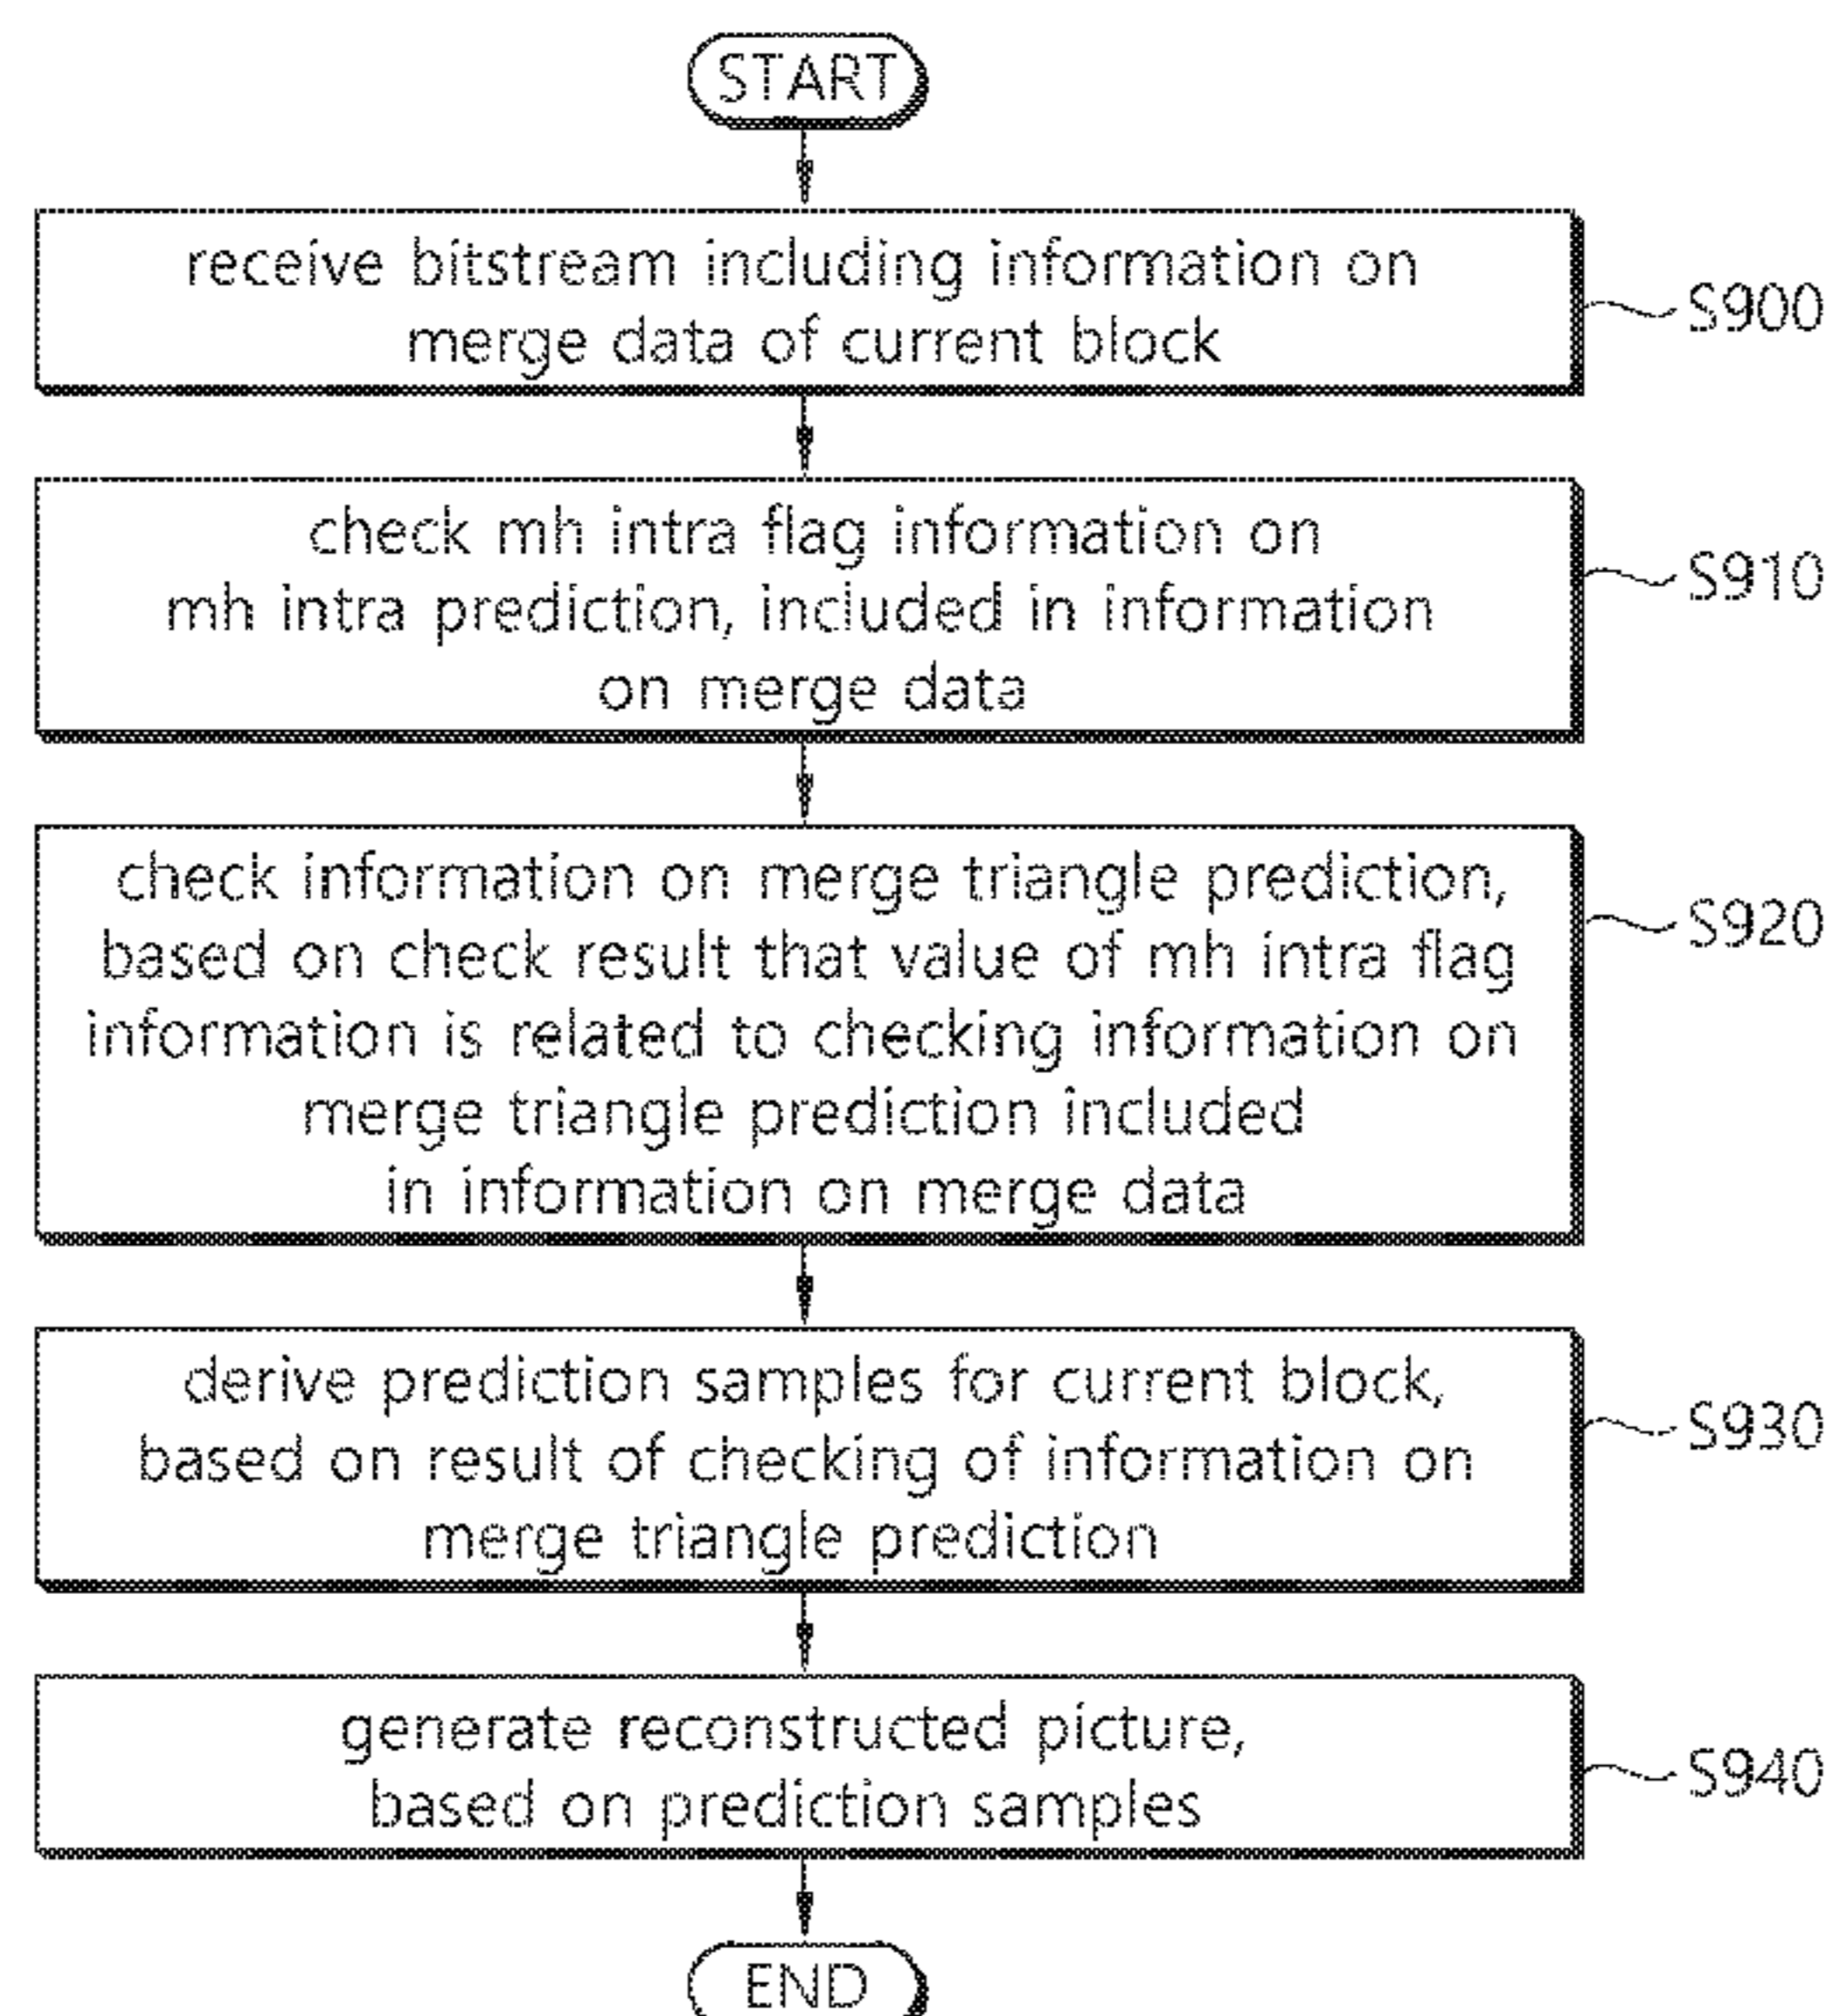 START
receive bitstream including information on
merge data of current block
S900
check mh intra flag information on
mh intra prediction, included in information
on merge data
S910
check information on merge triangle prediction,
based on check result that value of mh intra flag
information is related to checking information on
merge triangle prediction included
in information on merge data
S920
derive prediction samples for current block,
based on result of checking of information on
merge triangle prediction
S930
generate reconstructed picture,
based on prediction samples
S940
END